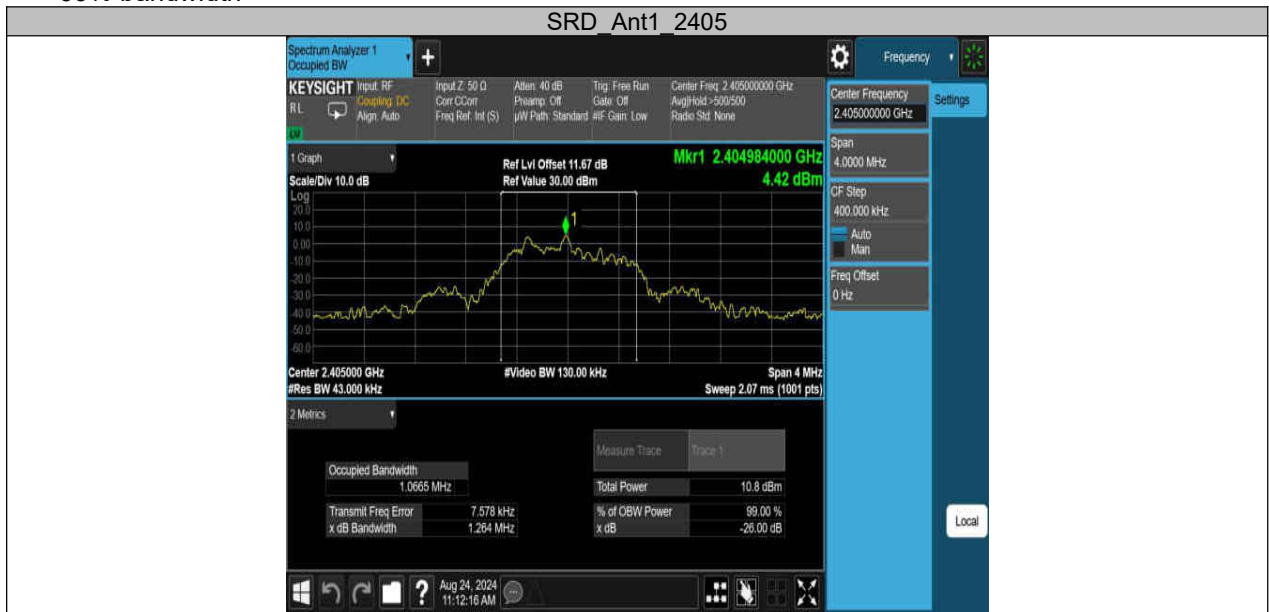 SRD_Ant1_2405
Spectrum Analyzer 1
Occupied BW
+
Frequency
KEYSIGHT
RL
Input: RF
Coupling: DC
Align: Auto
Input Z: 50 Ω
Corr CCorr
Freq Ref: Int (S)
Atten: 40 dB
Preamp: Off
µW Path: Standard
Trig: Free Run
Gate: Off
#IF Gain: Low
Center Freq: 2.405000000 GHz
Avg|Hold:>500/500
Radio Std: None
Center Frequency
2.405000000 GHz
Settings
Span
4.0000 MHz
CF Step
400.000 kHz
Auto
Man
Freq Offset
0 Hz
1 Graph
Scale/Div 10.0 dB
Ref Lvl Offset 11.67 dB
Ref Value 30.00 dBm
Mkr1 2.404984000 GHz
4.42 dBm
Log
20.0
10.0
0.00
-10.0
-20.0
-30.0
-40.0
-50.0
-60.0
1
Center 2.405000 GHz
#Res BW 43.000 kHz
#Video BW 130.00 kHz
Span 4 MHz
Sweep 2.07 ms (1001 pts)
2 Metrics
Measure Trace Trace 1
Occupied Bandwidth
1.0665 MHz
Total Power 10.8 dBm
Transmit Freq Error 7.578 kHz
x dB Bandwidth 1.264 MHz
% of OBW Power 99.00 %
x dB -26.00 dB
Local
?
Aug 24, 2024
11:12:16 AM